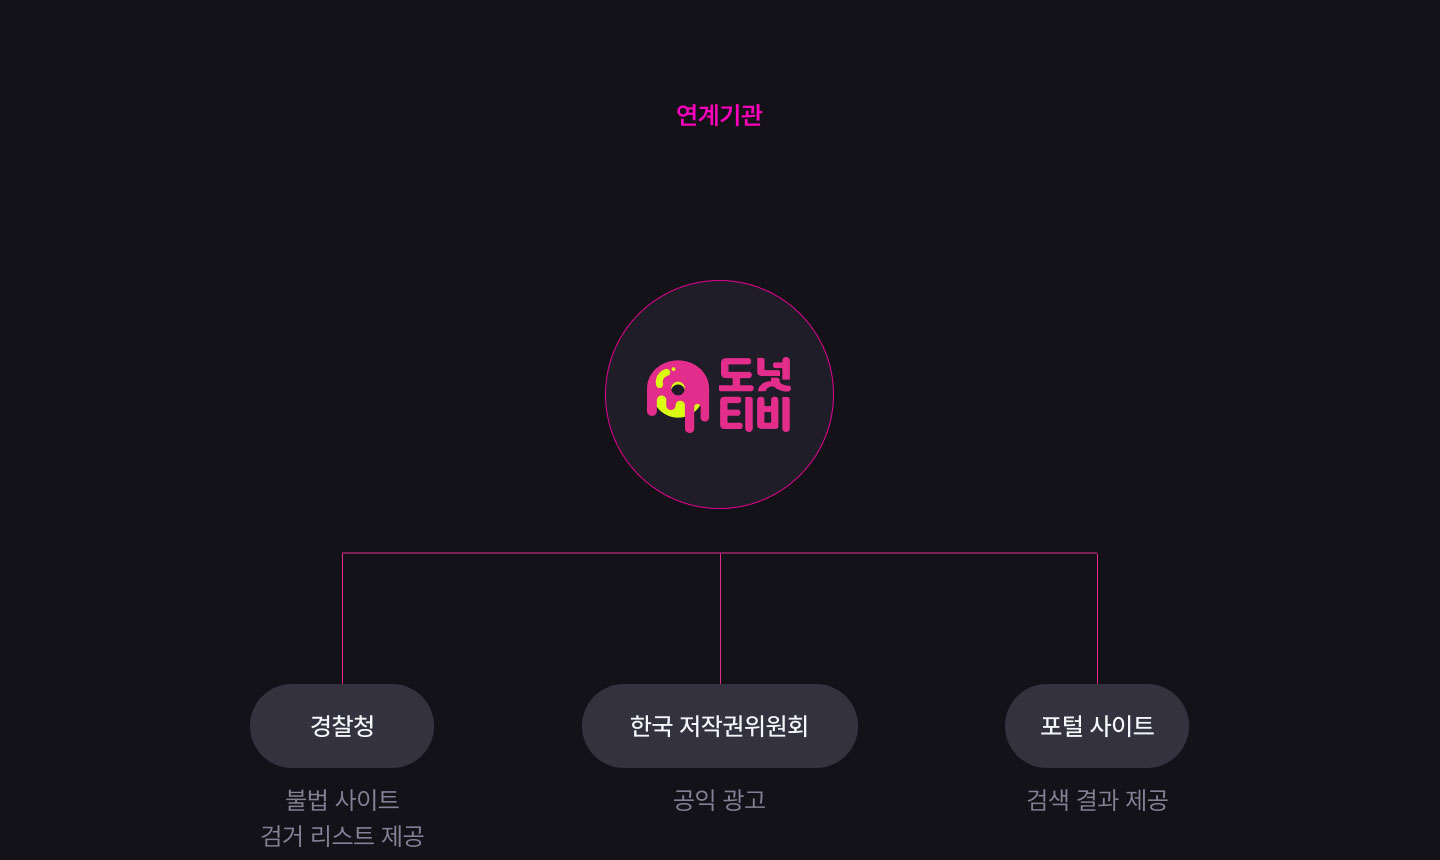 연계기관
도넛
티비
경찰청
한국 저작권위원회
포털 사이트
불법 사이트
검거 리스트 제공
공익 광고
검색 결과 제공